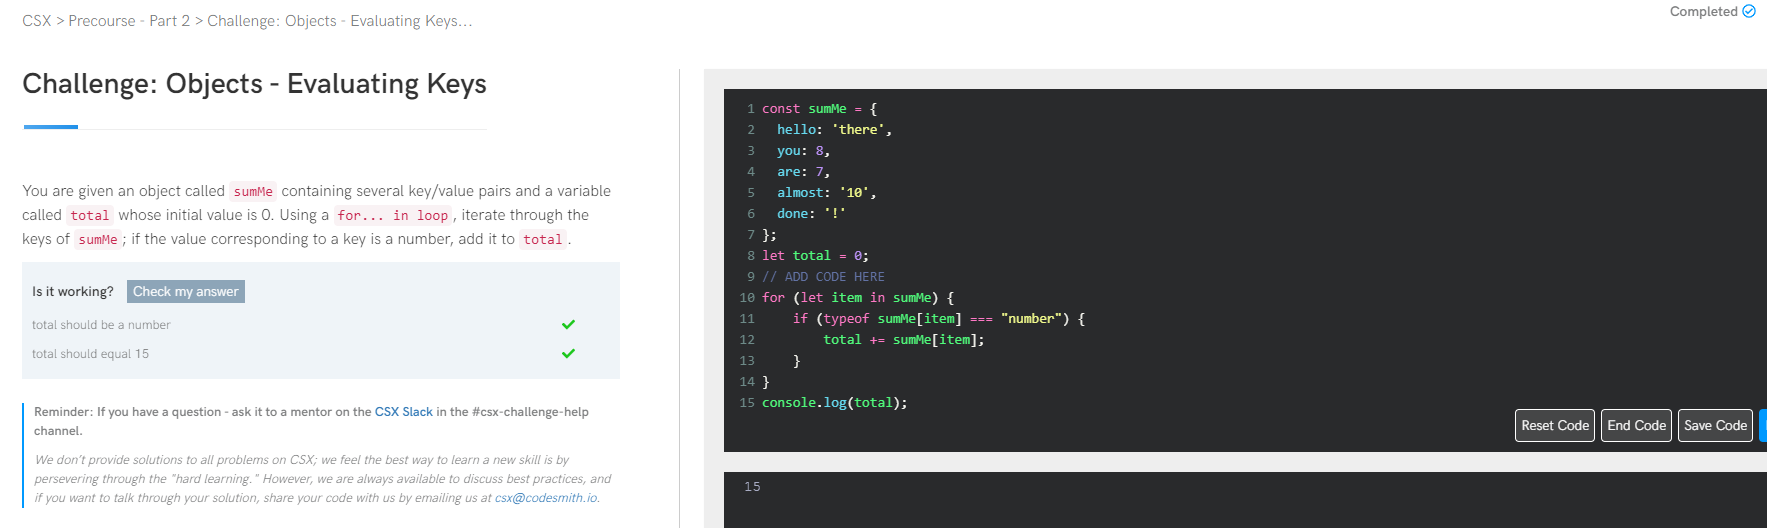 CSX > Precourse - Part 2 > Challenge: Objects - Evaluating Keys...
Completed
Challenge: Objects - Evaluating Keys
You are given an object called sumMe containing several key/value pairs and a variable
called total whose initial value is 0. Using a for... in loop, iterate through the
keys of sumMe; if the value corresponding to a key is a number, add it to total.
Is it working? Check my answer
total should be a number
total should equal 15
Reminder: If you have a question - ask it to a mentor on the CSX Slack in the #csx-challenge-help
channel.
We don't provide solutions to all problems on CSX; we feel the best way to learn a new skill is by
persevering through the "hard learning." However, we are always available to discuss best practices, and
if you want to talk through your solution, share your code with us by emailing us at csx@codesmith.io.
1 const sumMe = {
2   hello: 'there',
3   you: 8,
4   are: 7,
5   almost: '10',
6   done: '!'
7 };
8 let total = 0;
9 // ADD CODE HERE
10 for (let item in sumMe) {
11     if (typeof sumMe[item] === "number") {
12         total += sumMe[item];
13     }
14 }
15 console.log(total);
Reset Code End Code Save Code
15